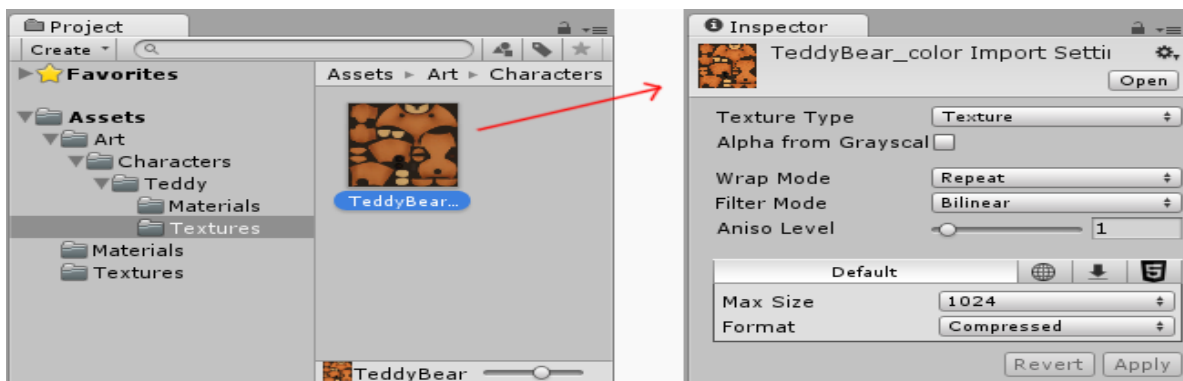 Project
Create
Favorites
Assets ▸ Art ▸ Characters
Assets
Art
Characters
Teddy
Materials
Textures
Materials
Textures
TeddyBear...
TeddyBear
Inspector
TeddyBear_color Import Settin
Open
Texture Type Texture
Alpha from Grayscal
Wrap Mode Repeat
Filter Mode Bilinear
Aniso Level 1
Default
Max Size 1024
Format Compressed
Revert Apply